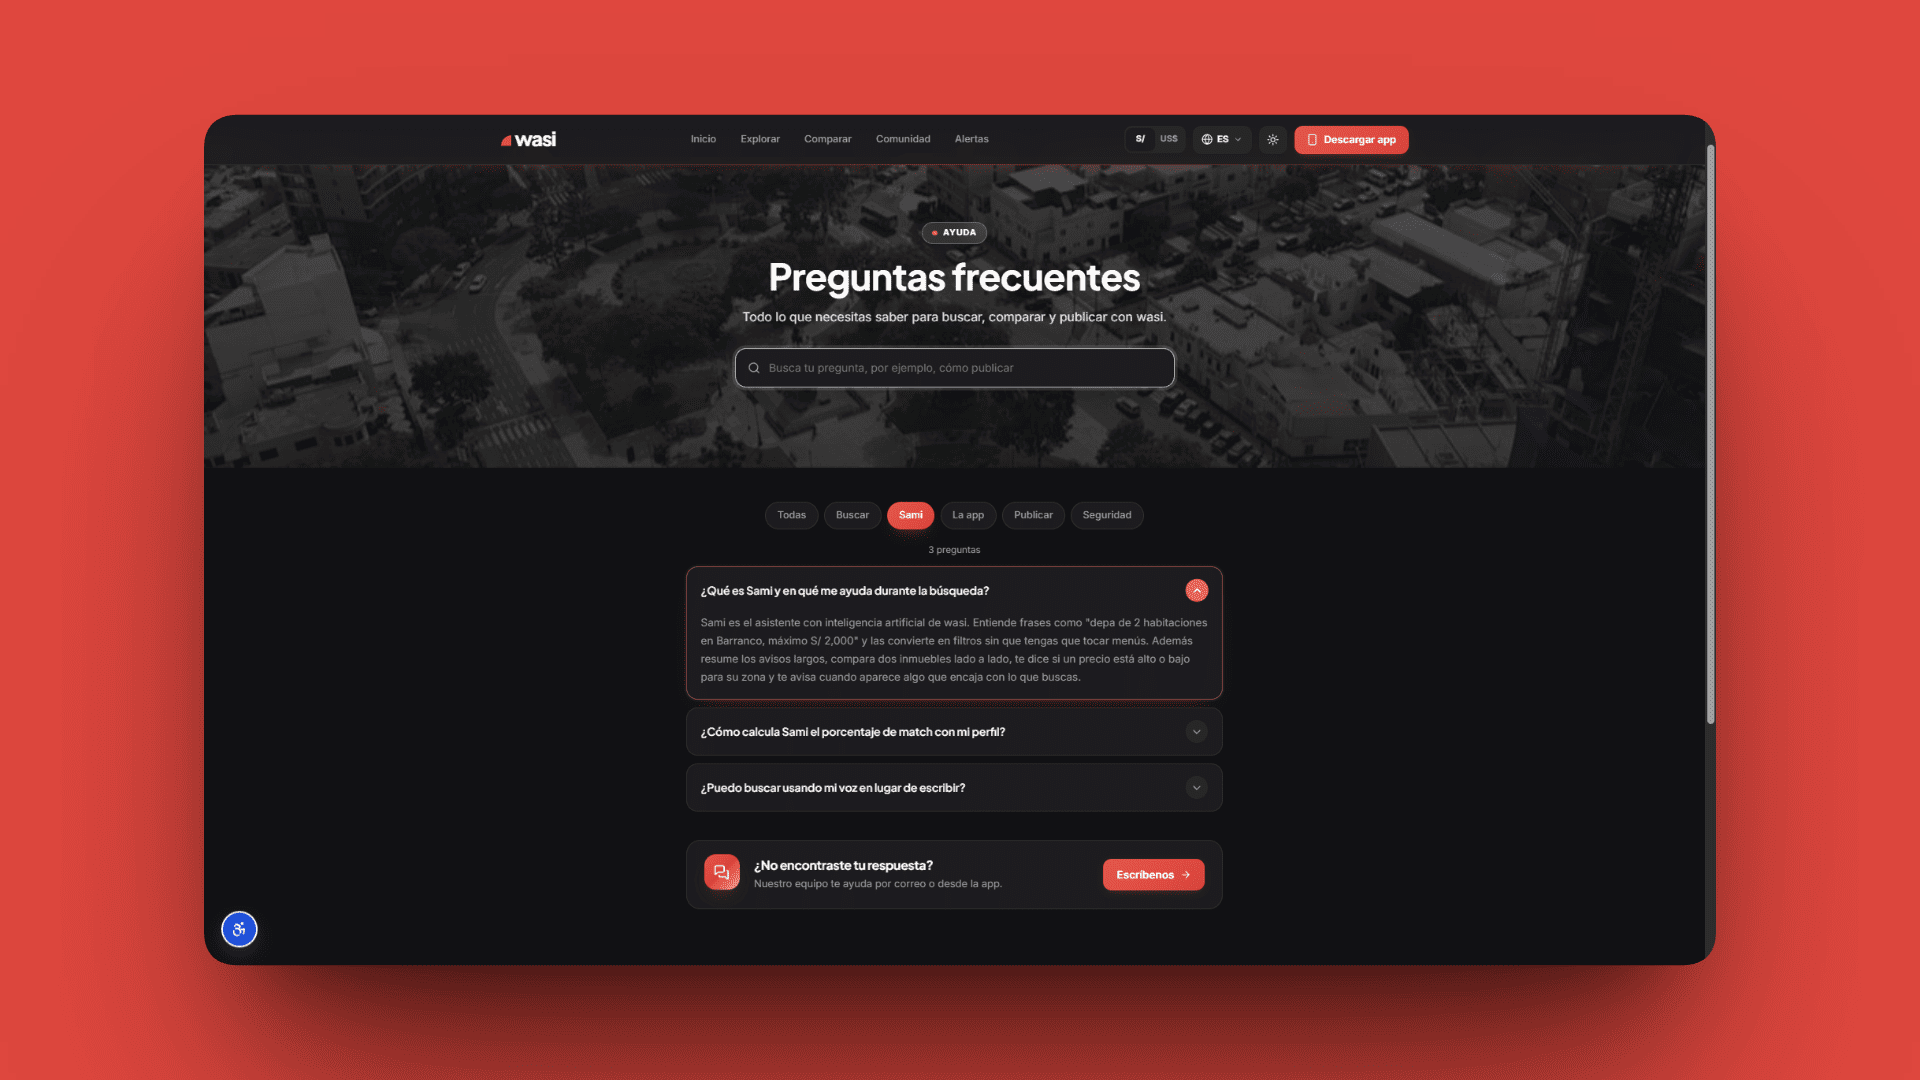 wasi
Inicio
Explorar
Comparar
Comunidad
Alertas
S/
US$
ES
Descargar app
AYUDA
Preguntas frecuentes
Todo lo que necesitas saber para buscar, comparar y publicar con wasi.
Busca tu pregunta, por ejemplo, cómo publicar
Todas
Buscar
Sami
La app
Publicar
Seguridad
3 preguntas
¿Qué es Sami y en qué me ayuda durante la búsqueda?
Sami es el asistente con inteligencia artificial de wasi. Entiende frases como "depa de 2 habitaciones
en Barranco, máximo S/ 2,000" y las convierte en filtros sin que tengas que tocar menús. Además
resume los avisos largos, compara dos inmuebles lado a lado, te dice si un precio está alto o bajo
para su zona y te avisa cuando aparece algo que encaja con lo que buscas.
¿Cómo calcula Sami el porcentaje de match con mi perfil?
¿Puedo buscar usando mi voz en lugar de escribir?
¿No encontraste tu respuesta?
Nuestro equipo te ayuda por correo o desde la app.
Escríbenos